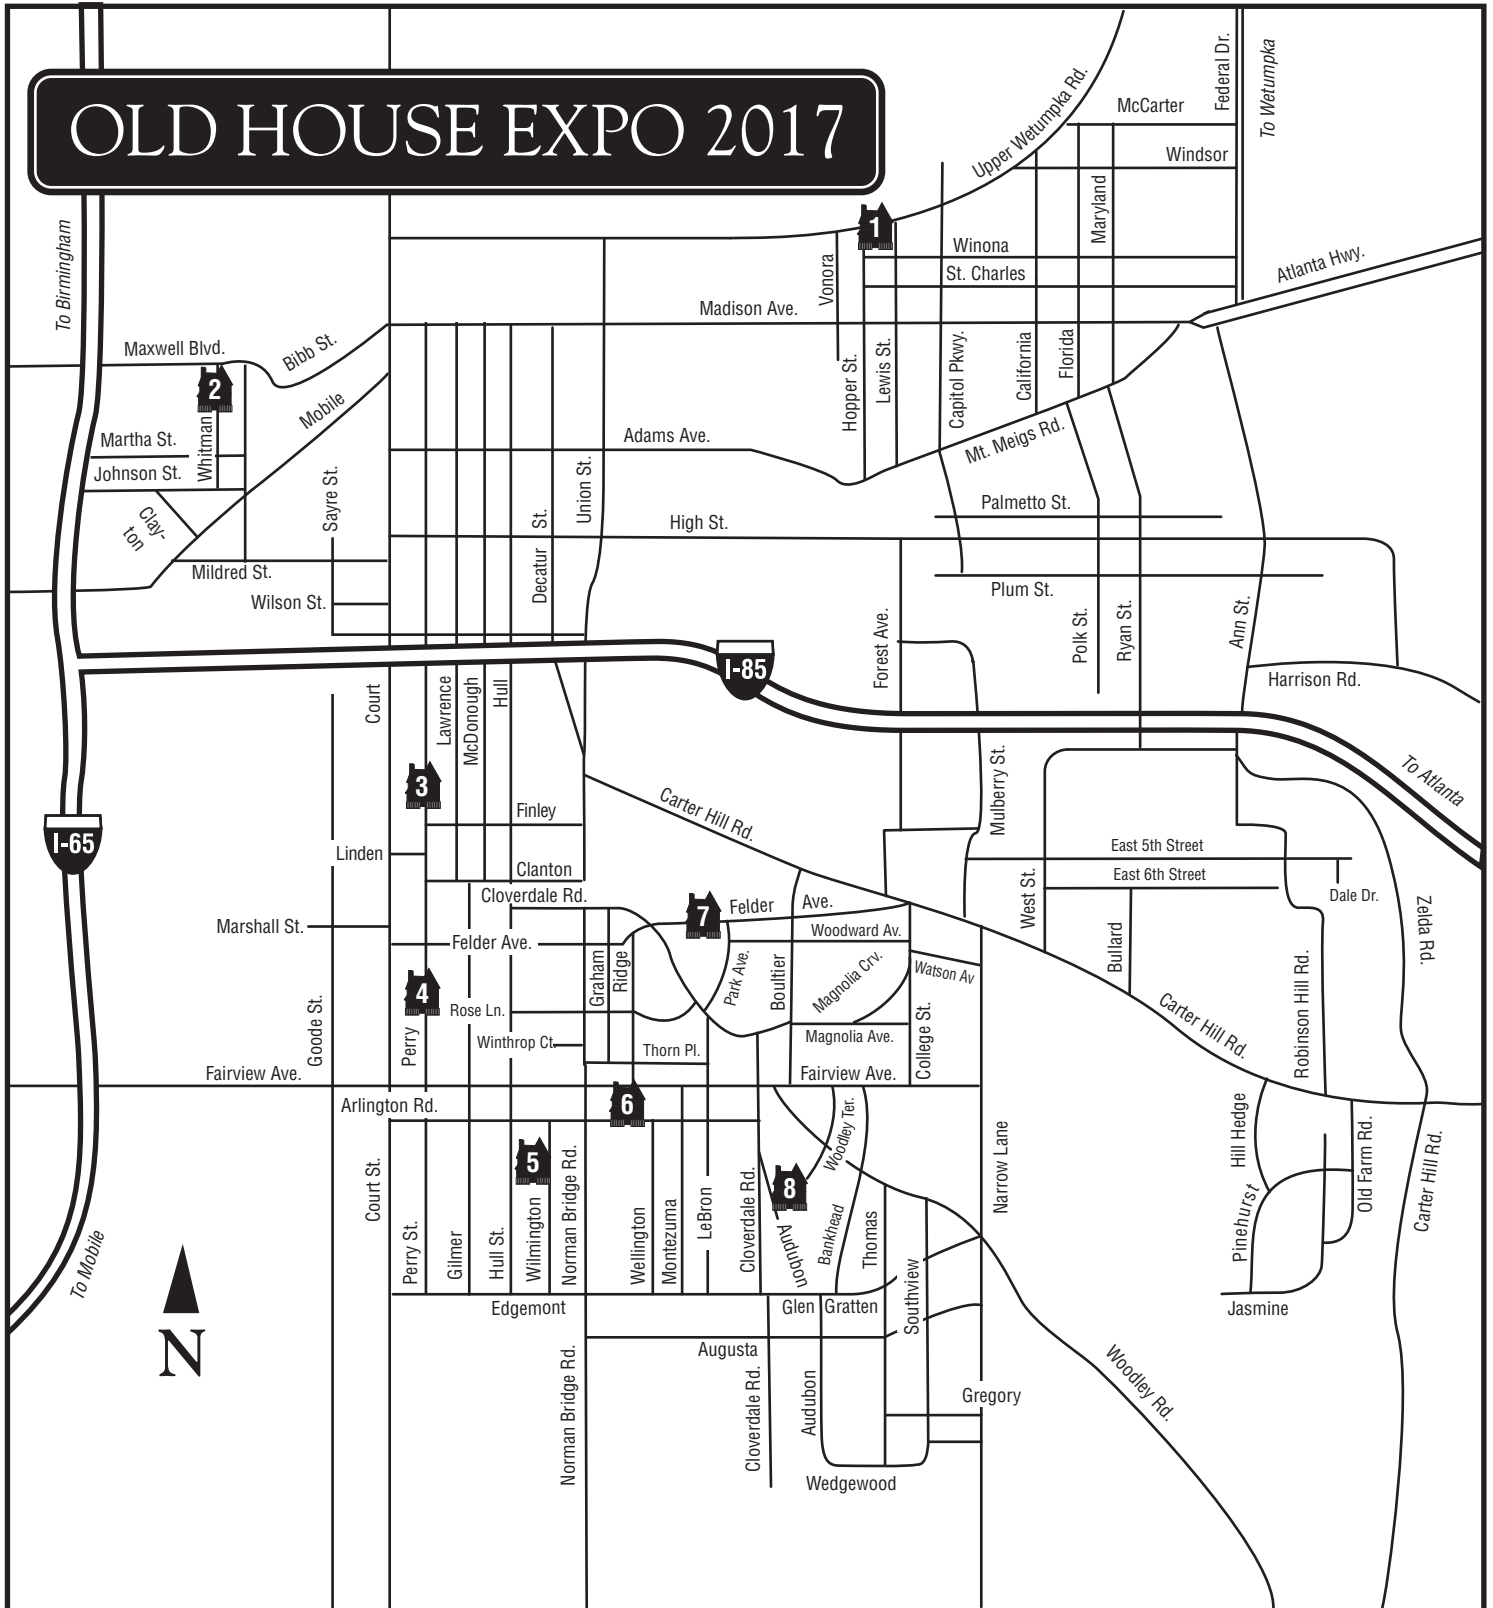 OLD HOUSE EXPO 2017
Federal Dr.
To Wetumpka
Upper Wetumpka Rd.
McCarter
Windsor
Maryland
1
Winona
St. Charles
Vonora
Atlanta Hwy.
To Birmingham
Madison Ave.
Maxwell Blvd.
Bibb St.
2
Mobile
Hopper St.
Lewis St.
Capitol Pkwy.
California
Florida
Martha St.
Johnson St.
Whitman
Adams Ave.
Mt. Meigs Rd.
Clay-
ton
Sayre St.
Decatur St.
Union St.
High St.
Palmetto St.
Mildred St.
Wilson St.
Plum St.
Forest Ave.
Polk St.
Ryan St.
Ann St.
I-85
Harrison Rd.
Court
Lawrence
McDonough
Hull
3
Carter Hill Rd.
Mulberry St.
To Atlanta
I-65
Finley
Linden
Clanton
Cloverdale Rd.
East 5th Street
East 6th Street
Dale Dr.
West St.
Zelda Rd.
7
Felder Ave.
Marshall St.
Felder Ave.
Woodward Av.
Bullard
Graham
Ridge
Park Ave.
Boultier
Magnolia Crv.
Watson Av
4
Rose Ln.
Goode St.
Perry
Winthrop Ct.
Thorn Pl.
Magnolia Ave.
College St.
Carter Hill Rd.
Robinson Hill Rd.
Fairview Ave.
Fairview Ave.
Arlington Rd.
6
Woodley Ter.
Narrow Lane
Hill Hedge
Old Farm Rd.
Carter Hill Rd.
5
8
Court St.
Perry St.
Gilmer
Hull St.
Wilmington
Norman Bridge Rd.
Wellington
Montezuma
LeBron
Cloverdale Rd.
Audubon
Bankhead
Thomas
Southview
Pinehurst
To Mobile
N
Edgemont
Glen Gratten
Jasmine
Augusta
Norman Bridge Rd.
Cloverdale Rd.
Audubon
Gregory
Woodley Rd.
Wedgewood